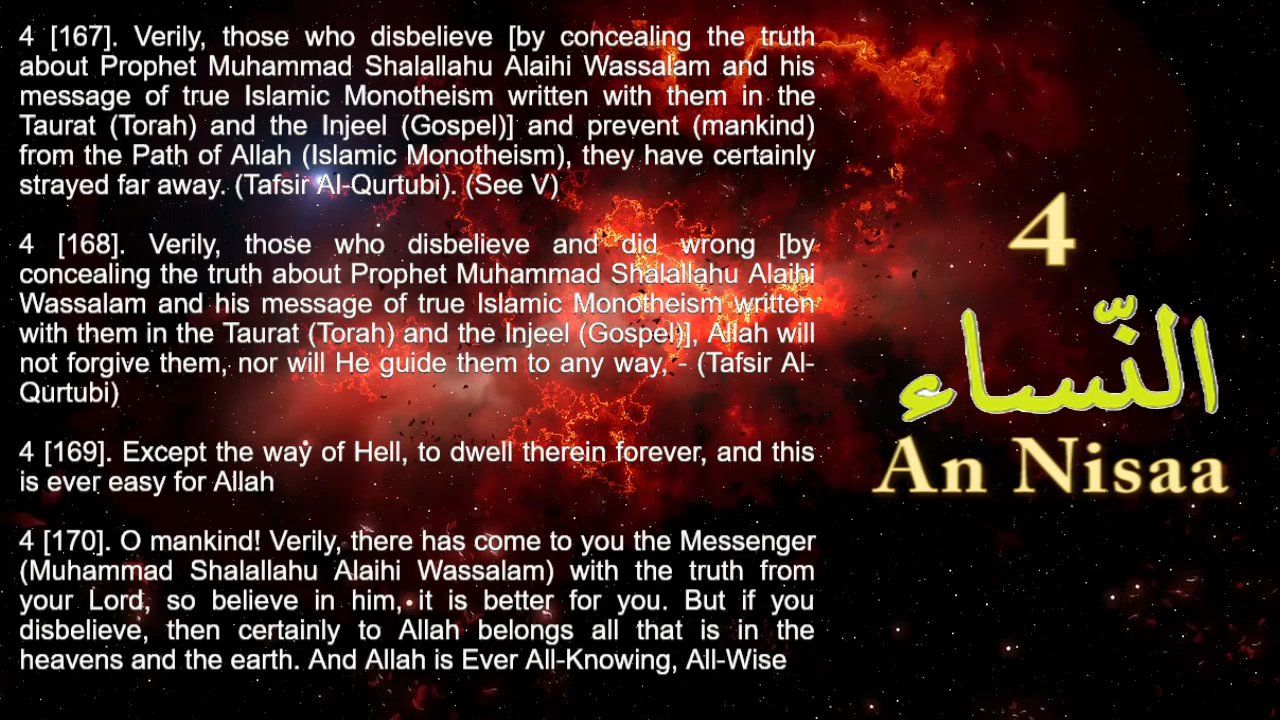 4 [167]. Verily, those who disbelieve [by concealing the truth
about Prophet Muhammad Shalallahu Alaihi Wassalam and his
message of true Islamic Monotheism written with them in the
Taurat (Torah) and the Injeel (Gospel)] and prevent (mankind)
from the Path of Allah (Islamic Monotheism), they have certainly
strayed far away. (Tafsir Al-Qurtubi). (See V)
4 [168]. Verily, those who disbelieve and did wrong [by
concealing the truth about Prophet Muhammad Shalallahu Alaihi
Wassalam and his message of true Islamic Monotheism written
with them in the Taurat (Torah) and the Injeel (Gospel)], Allah will
not forgive them, nor will He guide them to any way, - (Tafsir Al-
Qurtubi)
4 [169]. Except the way of Hell, to dwell therein forever, and this
is ever easy for Allah
4 [170]. O mankind! Verily, there has come to you the Messenger
(Muhammad Shalallahu Alaihi Wassalam) with the truth from
your Lord, so believe in him, it is better for you. But if you
disbelieve, then certainly to Allah belongs all that is in the
heavens and the earth. And Allah is Ever All-Knowing, All-Wise
4
النّساء
An Nisaa